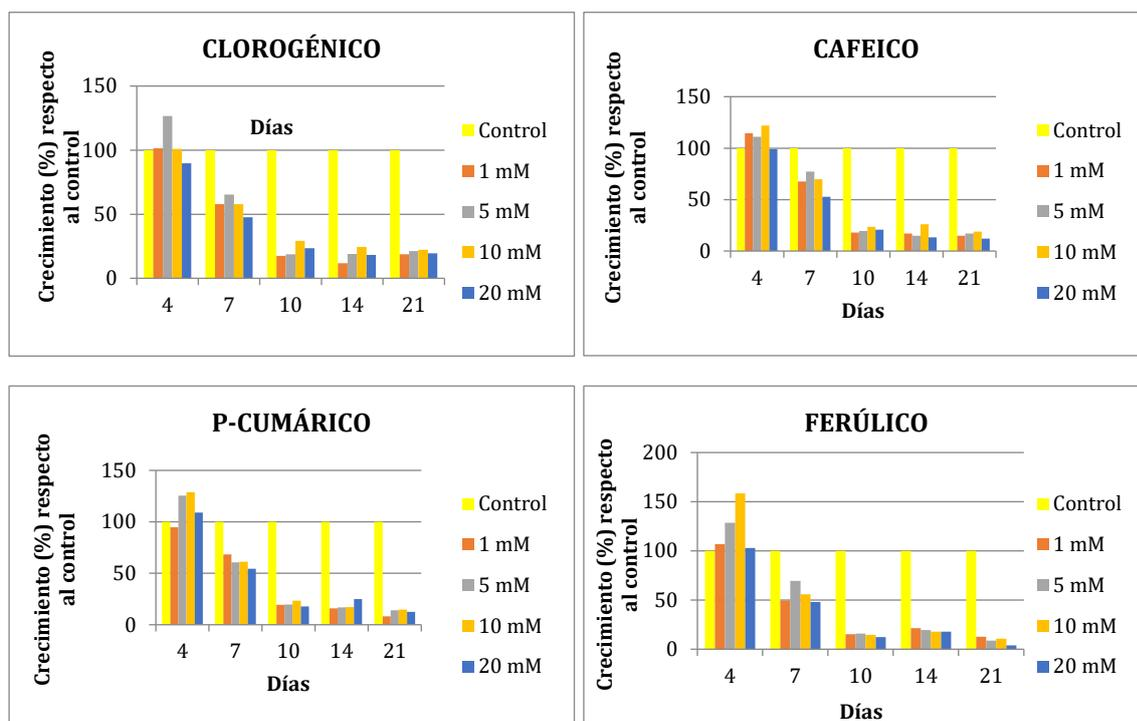 CLOROGÉNICO
Crecimiento (%) respecto
al control
150
100
50
0
Días
4 7 10 14 21
Control
1 mM
5 mM
10 mM
20 mM
CAFEICO
Crecimiento (%) respecto
al control
150
100
50
0
4 7 10 14 21
Días
Control
1 mM
5 mM
10 mM
20 mM
P-CUMÁRICO
Crecimiento (%) respecto
al control
150
100
50
0
4 7 10 14 21
Días
Control
1 mM
5 mM
10 mM
20 mM
FERÚLICO
Crecimiento (%) respecto
al control
200
150
100
50
0
4 7 10 14 21
Días
Control
1 mM
5 mM
10 mM
20 mM